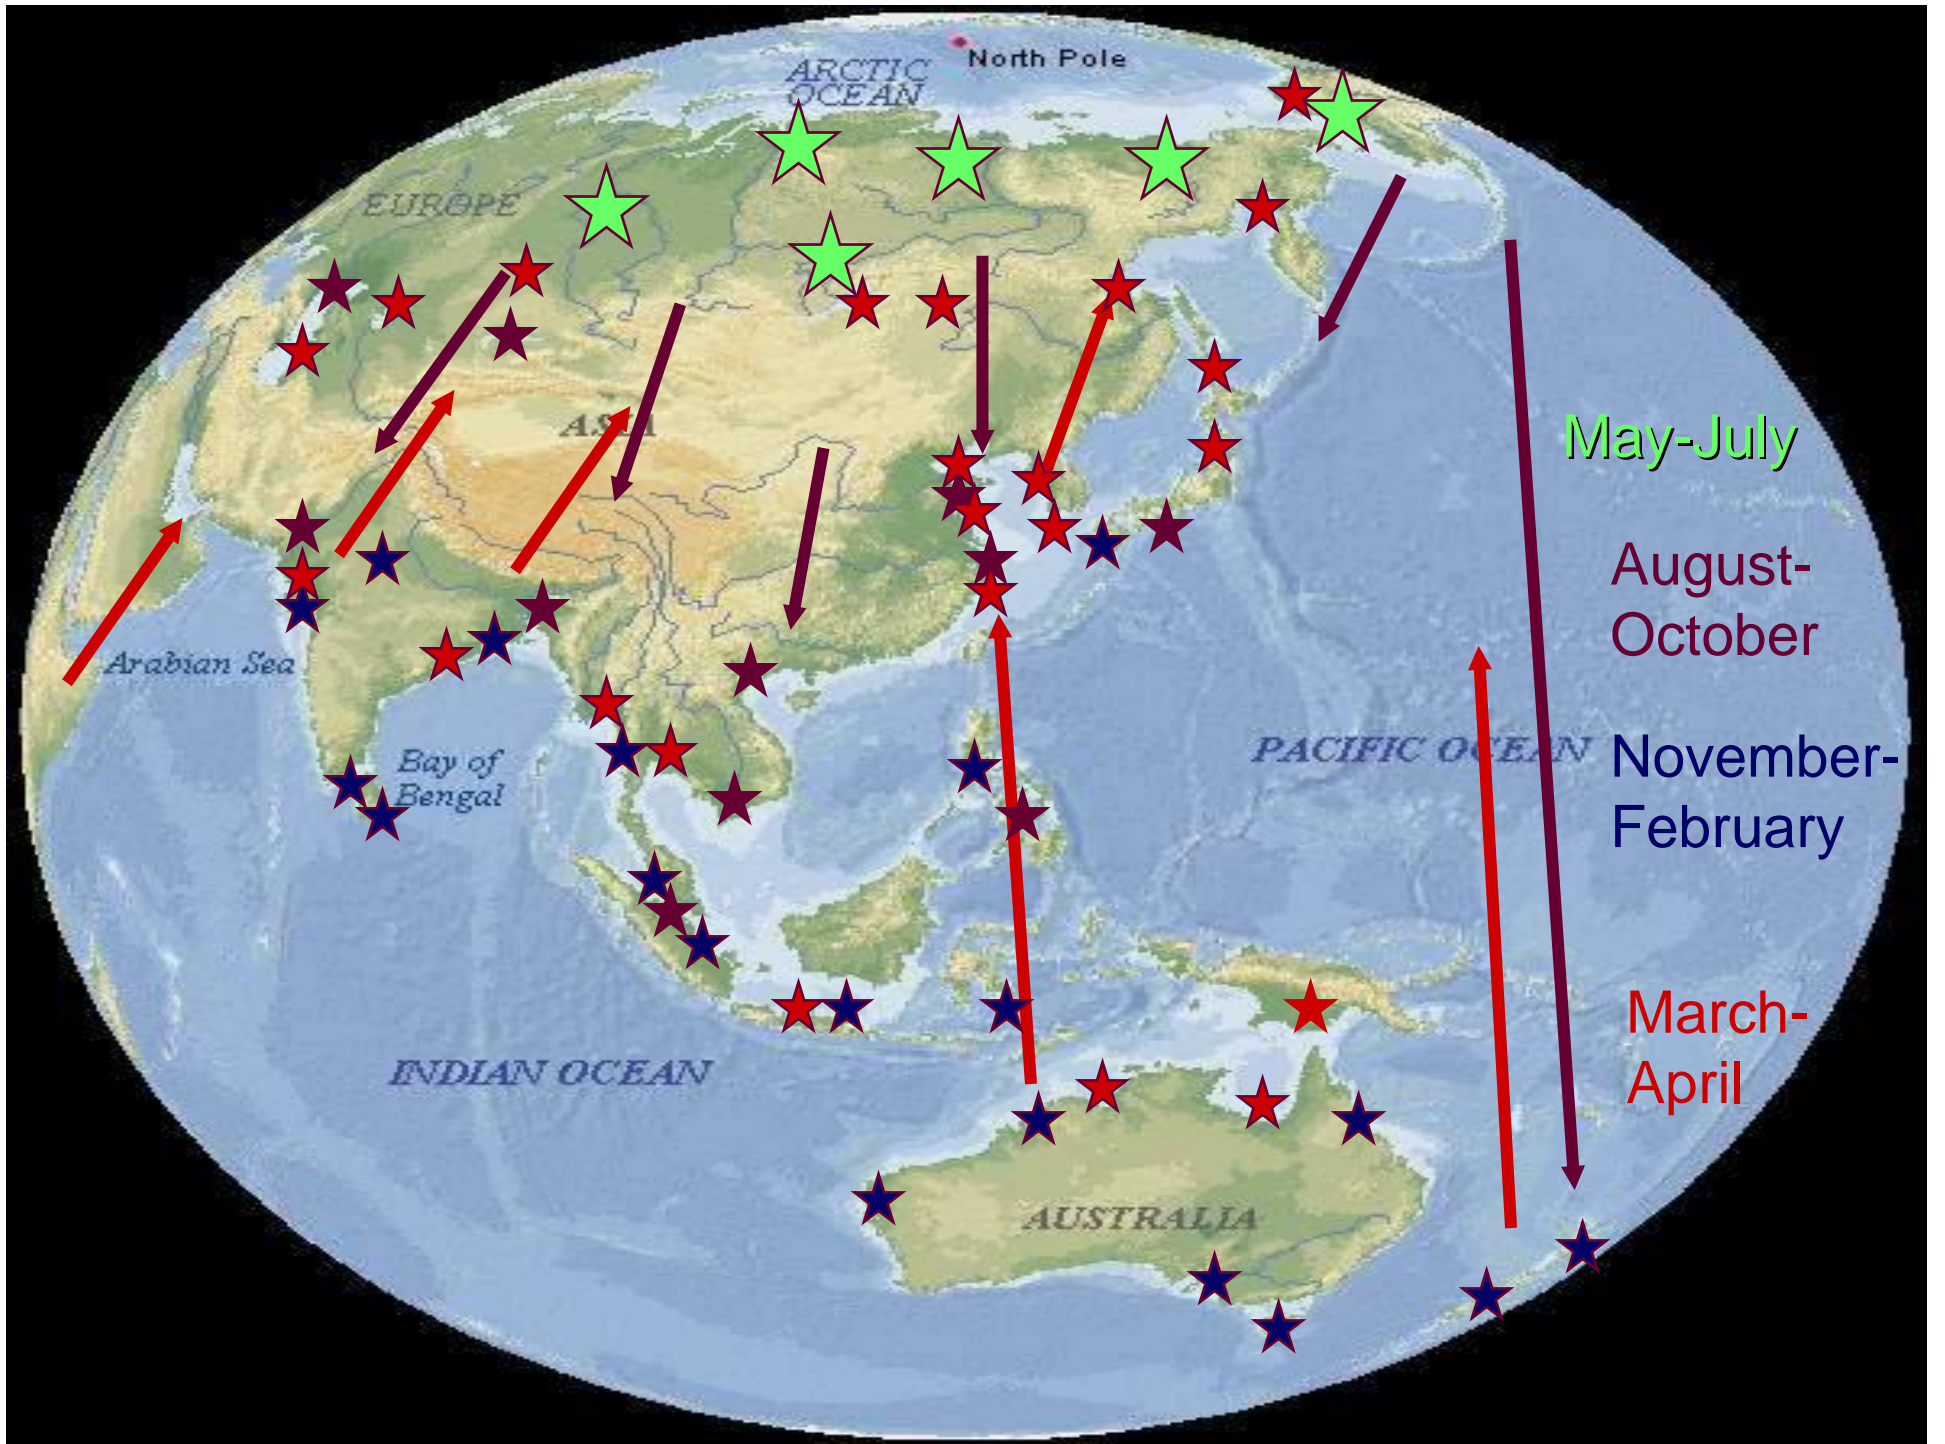 North Pole
ARCTIC
OCEAN
EUROPE
ASIA
May-July
August-
October
Arabian Sea
Bay of
Bengal
PACIFIC OCEAN
November-
February
March-
April
INDIAN OCEAN
AUSTRALIA